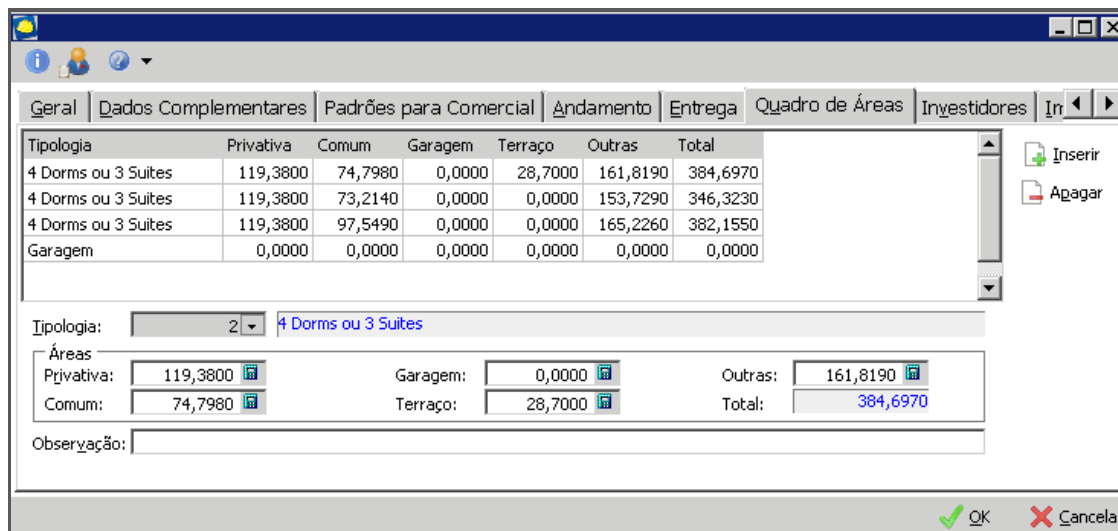 Geral Dados Complementares Padrões para Comercial Andamento Entrega Quadro de Áreas Investidores
Tipologia Privativa Comum Garagem Terraço Outras Total
4 Dorms ou 3 Suites 119,3800 74,7980 0,0000 28,7000 161,8190 384,6970
4 Dorms ou 3 Suites 119,3800 73,2140 0,0000 0,0000 153,7290 346,3230
4 Dorms ou 3 Suites 119,3800 97,5490 0,0000 0,0000 165,2260 382,1550
Garagem 0,0000 0,0000 0,0000 0,0000 0,0000 0,0000
Inserir
Apagar
Tipologia: 2 4 Dorms ou 3 Suites
Áreas
Privativa: 119,3800 Garagem: 0,0000 Outras: 161,8190
Comum: 74,7980 Terraço: 28,7000 Total: 384,6970
Observação:
OK Cancela